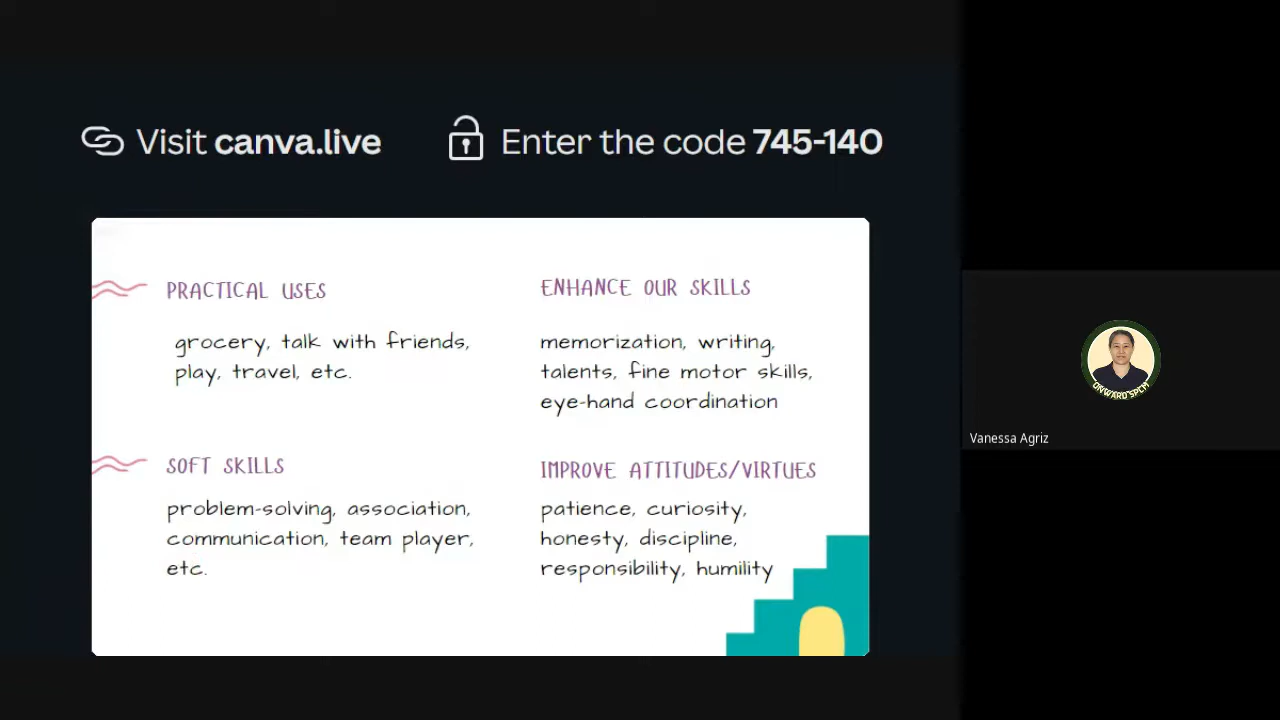 Visit canva.live
Enter the code 745-140
PRACTICAL USES
grocery, talk with friends,
play, travel, etc.
ENHANCE OUR SKILLS
memorization, writing,
talents, fine motor skills,
eye-hand coordination
SOFT SKILLS
problem-solving, association,
communication, team player,
etc.
IMPROVE ATTITUDES/VIRTUES
patience, curiosity,
honesty, discipline,
responsibility, humility
ONWARD SPCM
Vanessa Agriz